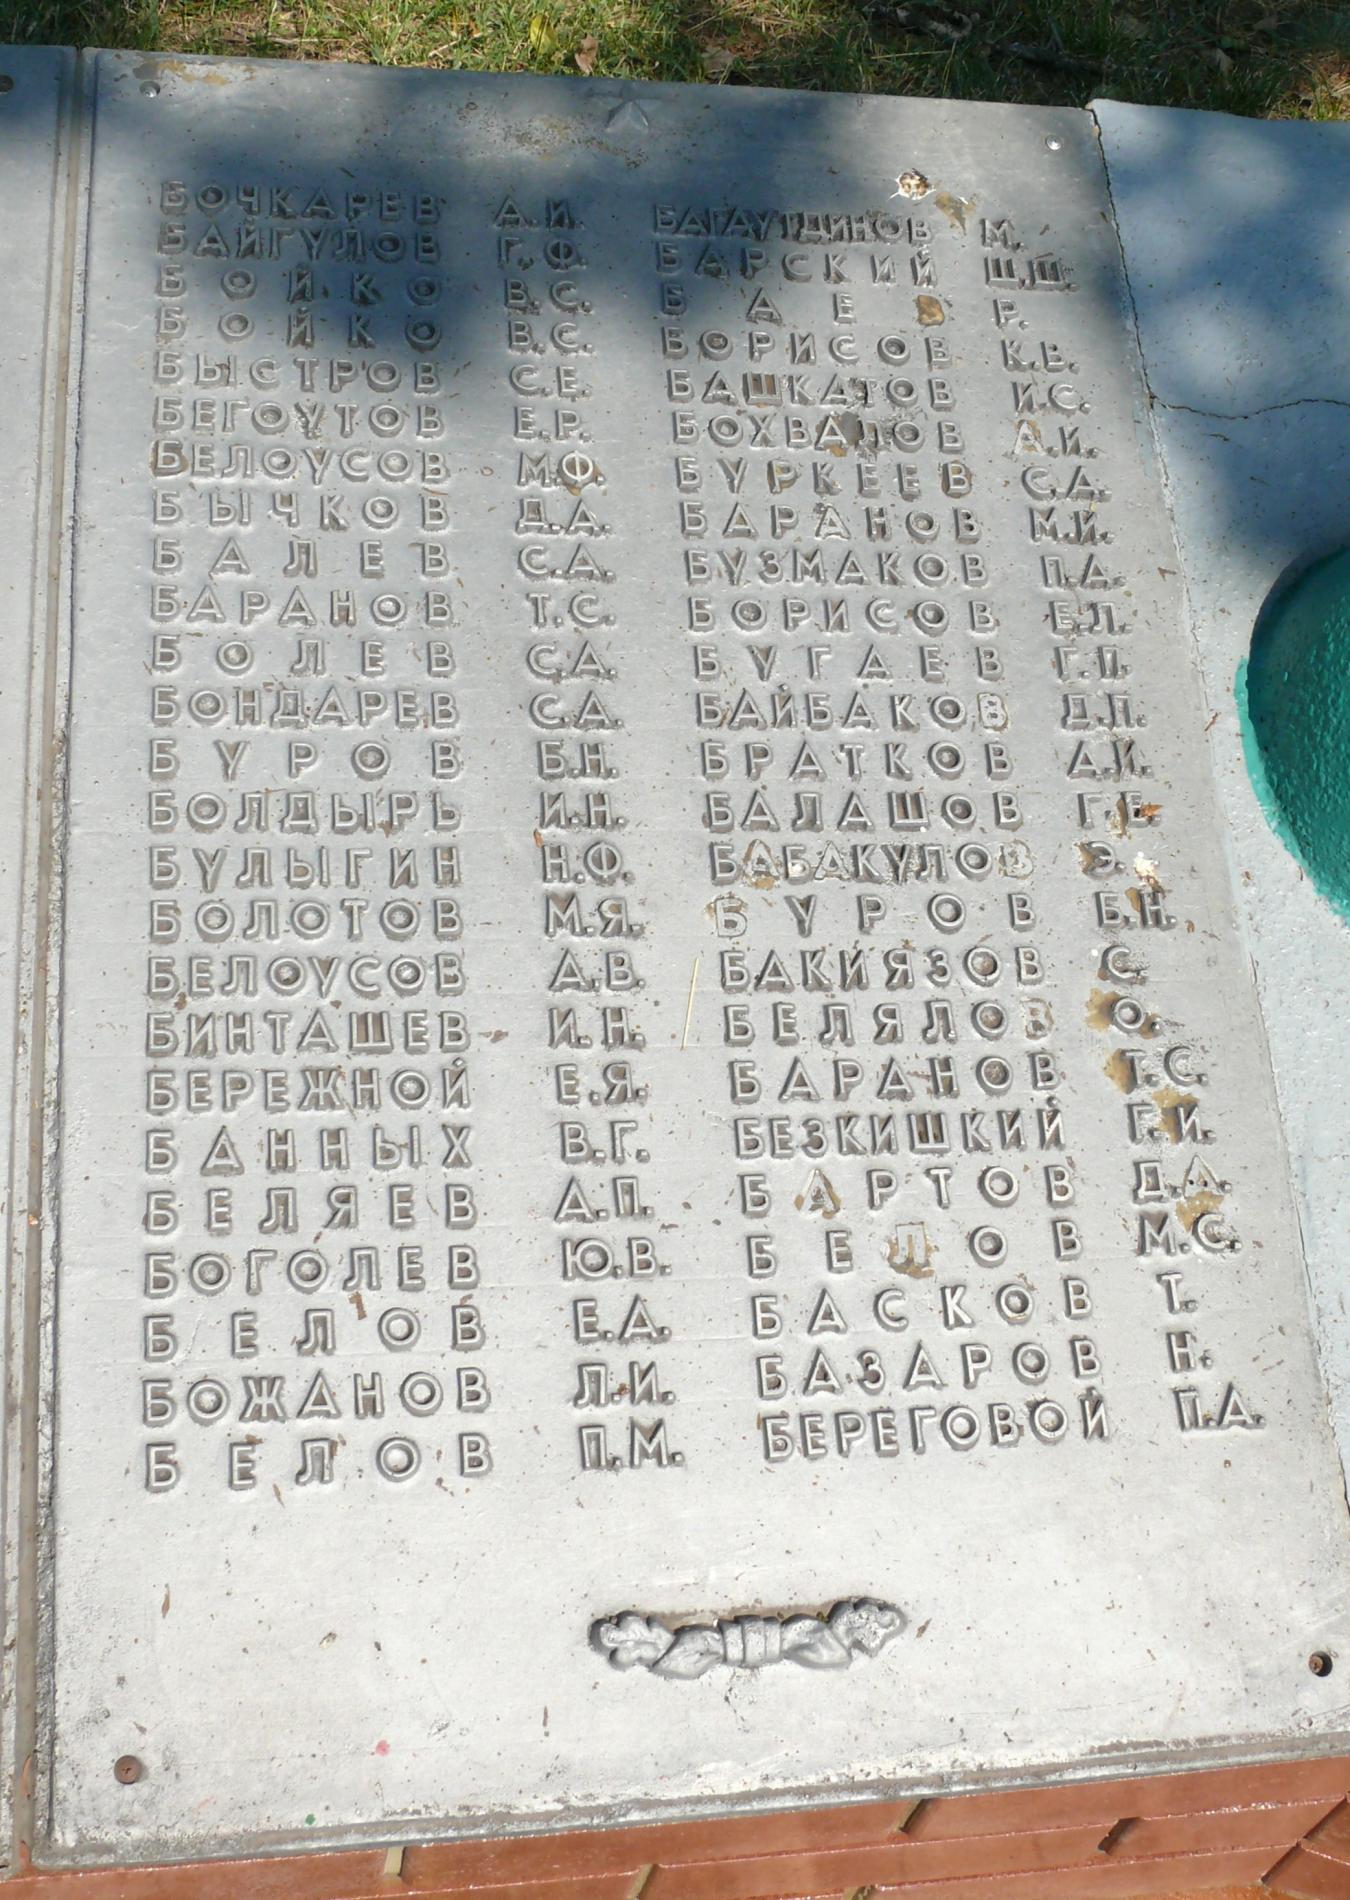 БОЧКАРЕВ А.И.
БАЙГУЛОВ Г.Ф.
БОЙКО В.С.
БОЙКО В.С.
БЫСТРОВ С.Е.
БЕГОУТОВ Е.Р.
БЕЛОУСОВ М.Ф.
БЫЧКОВ Д.А.
БАЛЕВ С.А.
БАРАНОВ Т.С.
БОЛЕВ С.А.
БОНДАРЕВ С.А.
БУРОВ Б.Н.
БОЛДЫРЬ И.Н.
БУЛЫГИН Н.Ф.
БОЛОТОВ М.Я.
БЕЛОУСОВ А.В.
БИНТАШЕВ И.Н.
БЕРЕЖНОЙ Е.Я.
БАННЫХ В.Г.
БЕЛЯЕВ А.П.
БОГОЛЕВ Ю.В.
БЕЛОВ Е.А.
БОЖАНОВ Л.И.
БЕЛОВ П.М.
БАГАУТДИНОВ М.
БАРСКИЙ Ш.Ш.
БАЕВ Р.
БОРИСОВ К.В.
БАШКАТОВ И.С.
БОХВАЛОВ А.И.
БУРКЕЕВ С.А.
БАРАНОВ М.И.
БУЗМАКОВ П.А.
БОРИСОВ Е.Л.
БУГАЕВ Г.П.
БАЙБАКОВ Д.П.
БРАТКОВ А.И.
БАЛАШОВ Г.Е.
БАБАКУЛОВ Э.
БУРОВ Б.Н.
БАКИЯЗОВ С.
БЕЛЯЛОВ О.
БАРАНОВ Т.С.
БЕЗКИШКИЙ Г.И.
БАРТОВ Д.А.
БЕЛОВ М.С.
БАСКОВ Т.
БАЗАРОВ Н.
БЕРЕГОВОЙ П.А.